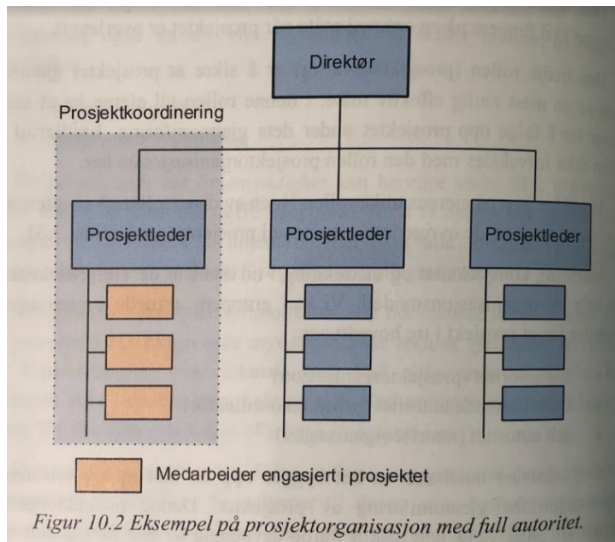 Direktør
Prosjektkoordinering
Prosjektleder
Prosjektleder
Prosjektleder
Medarbeider engasjert i prosjektet
Figur 10.2 Eksempel på prosjektorganisasjon med full autoritet.